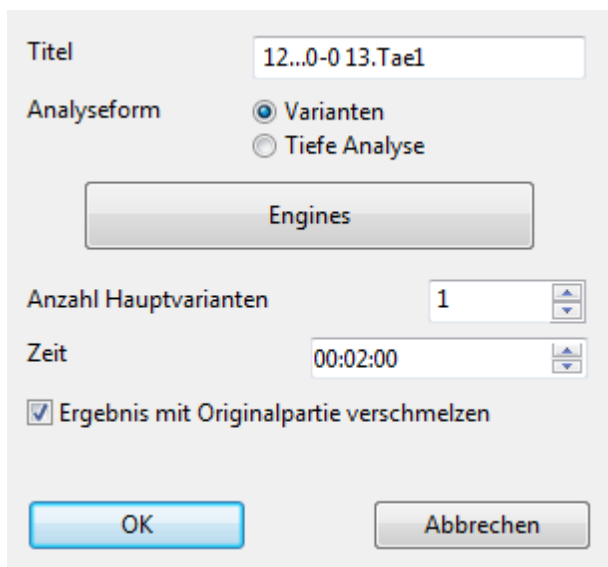 Titel 12...0-0 13.Tae1
Analyseform Varianten
Tiefe Analyse
Engines
Anzahl Hauptvarianten 1
Zeit 00:02:00
Ergebnis mit Originalpartie verschmelzen
OK Abbrechen